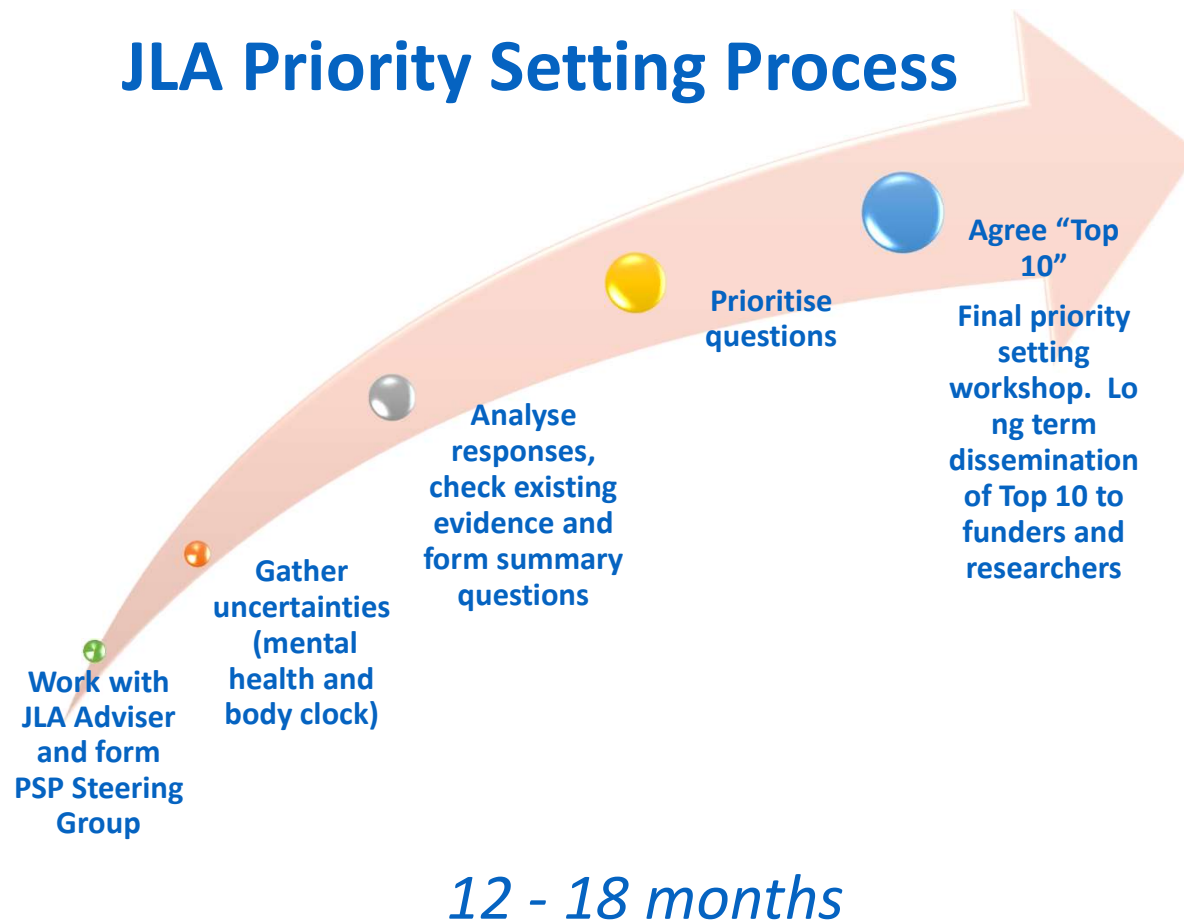 JLA Priority Setting Process
Work with
JLA Adviser
and form
PSP Steering
Group
Gather
uncertainties
(mental
health and
body clock)
Analyse
responses,
check existing
evidence and
form summary
questions
Prioritise
questions
Agree “Top
10”
Final priority
setting
workshop.  Lo
ng term
dissemination
of Top 10 to
funders and
researchers
12 - 18 months